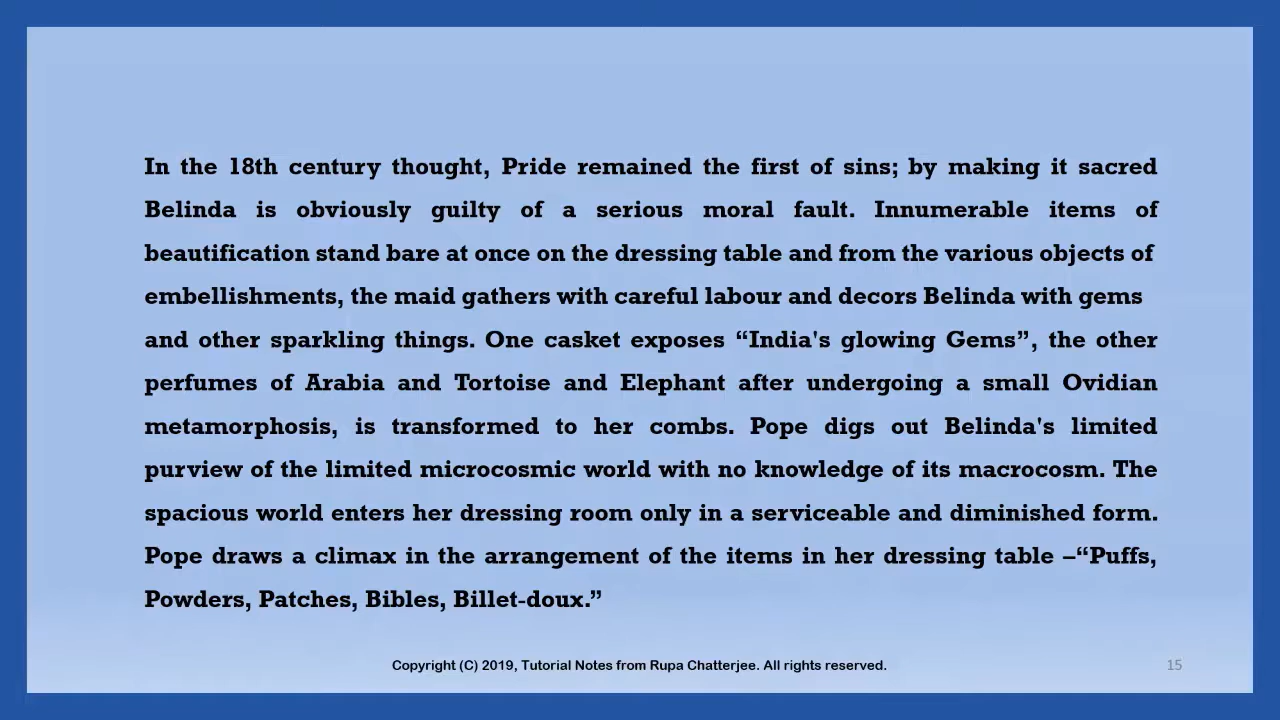 In the 18th century thought, Pride remained the first of sins; by making it sacred
Belinda is obviously guilty of a serious moral fault. Innumerable items of
beautification stand bare at once on the dressing table and from the various objects of
embellishments, the maid gathers with careful labour and decors Belinda with gems
and other sparkling things. One casket exposes “India's glowing Gems”, the other
perfumes of Arabia and Tortoise and Elephant after undergoing a small Ovidian
metamorphosis, is transformed to her combs. Pope digs out Belinda's limited
purview of the limited microcosmic world with no knowledge of its macrocosm. The
spacious world enters her dressing room only in a serviceable and diminished form.
Pope draws a climax in the arrangement of the items in her dressing table –“Puffs,
Powders, Patches, Bibles, Billet-doux.”
Copyright (C) 2019, Tutorial Notes from Rupa Chatterjee. All rights reserved.
15